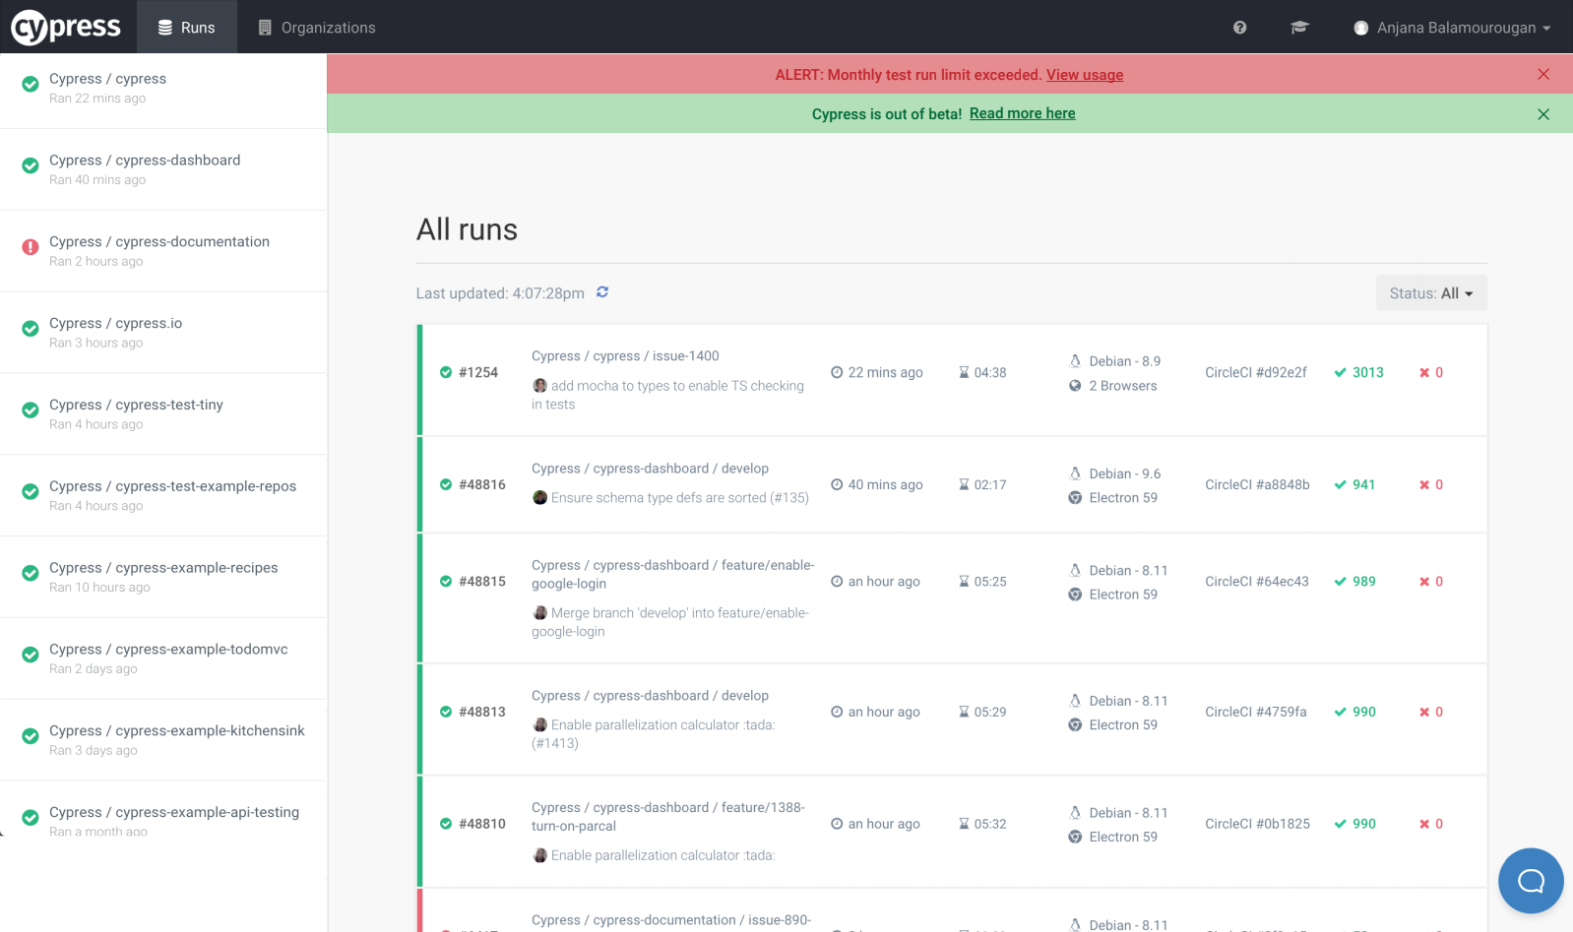 cypress
Runs
Organizations
Anjana Balamourougan
Cypress / cypress
Ran 22 mins ago
Cypress / cypress-dashboard
Ran 40 mins ago
Cypress / cypress-documentation
Ran 2 hours ago
Cypress / cypress.io
Ran 3 hours ago
Cypress / cypress-test-tiny
Ran 4 hours ago
Cypress / cypress-test-example-repos
Ran 4 hours ago
Cypress / cypress-example-recipes
Ran 10 hours ago
Cypress / cypress-example-todomvc
Ran 2 days ago
Cypress / cypress-example-kitchensink
Ran 3 days ago
Cypress / cypress-example-api-testing
Ran a month ago
ALERT: Monthly test run limit exceeded. View usage
Cypress is out of beta! Read more here
All runs
Last updated: 4:07:28pm
Status: All
#1254
Cypress / cypress / issue-1400
add mocha to types to enable TS checking
in tests
22 mins ago
04:38
Debian - 8.9
2 Browsers
CircleCI #d92e2f
3013
0
#48816
Cypress / cypress-dashboard / develop
Ensure schema type defs are sorted (#135)
40 mins ago
02:17
Debian - 9.6
Electron 59
CircleCI #a8848b
941
0
#48815
Cypress / cypress-dashboard / feature/enable-
google-login
Merge branch 'develop' into feature/enable-
google-login
an hour ago
05:25
Debian - 8.11
Electron 59
CircleCI #64ec43
989
0
#48813
Cypress / cypress-dashboard / develop
Enable parallelization calculator :tada:
(#1413)
an hour ago
05:29
Debian - 8.11
Electron 59
CircleCI #4759fa
990
0
#48810
Cypress / cypress-dashboard / feature/1388-
turn-on-parcal
Enable parallelization calculator :tada:
an hour ago
05:32
Debian - 8.11
Electron 59
CircleCI #0b1825
990
0
Cypress / cypress-documentation / issue-890-
Debian - 8.11